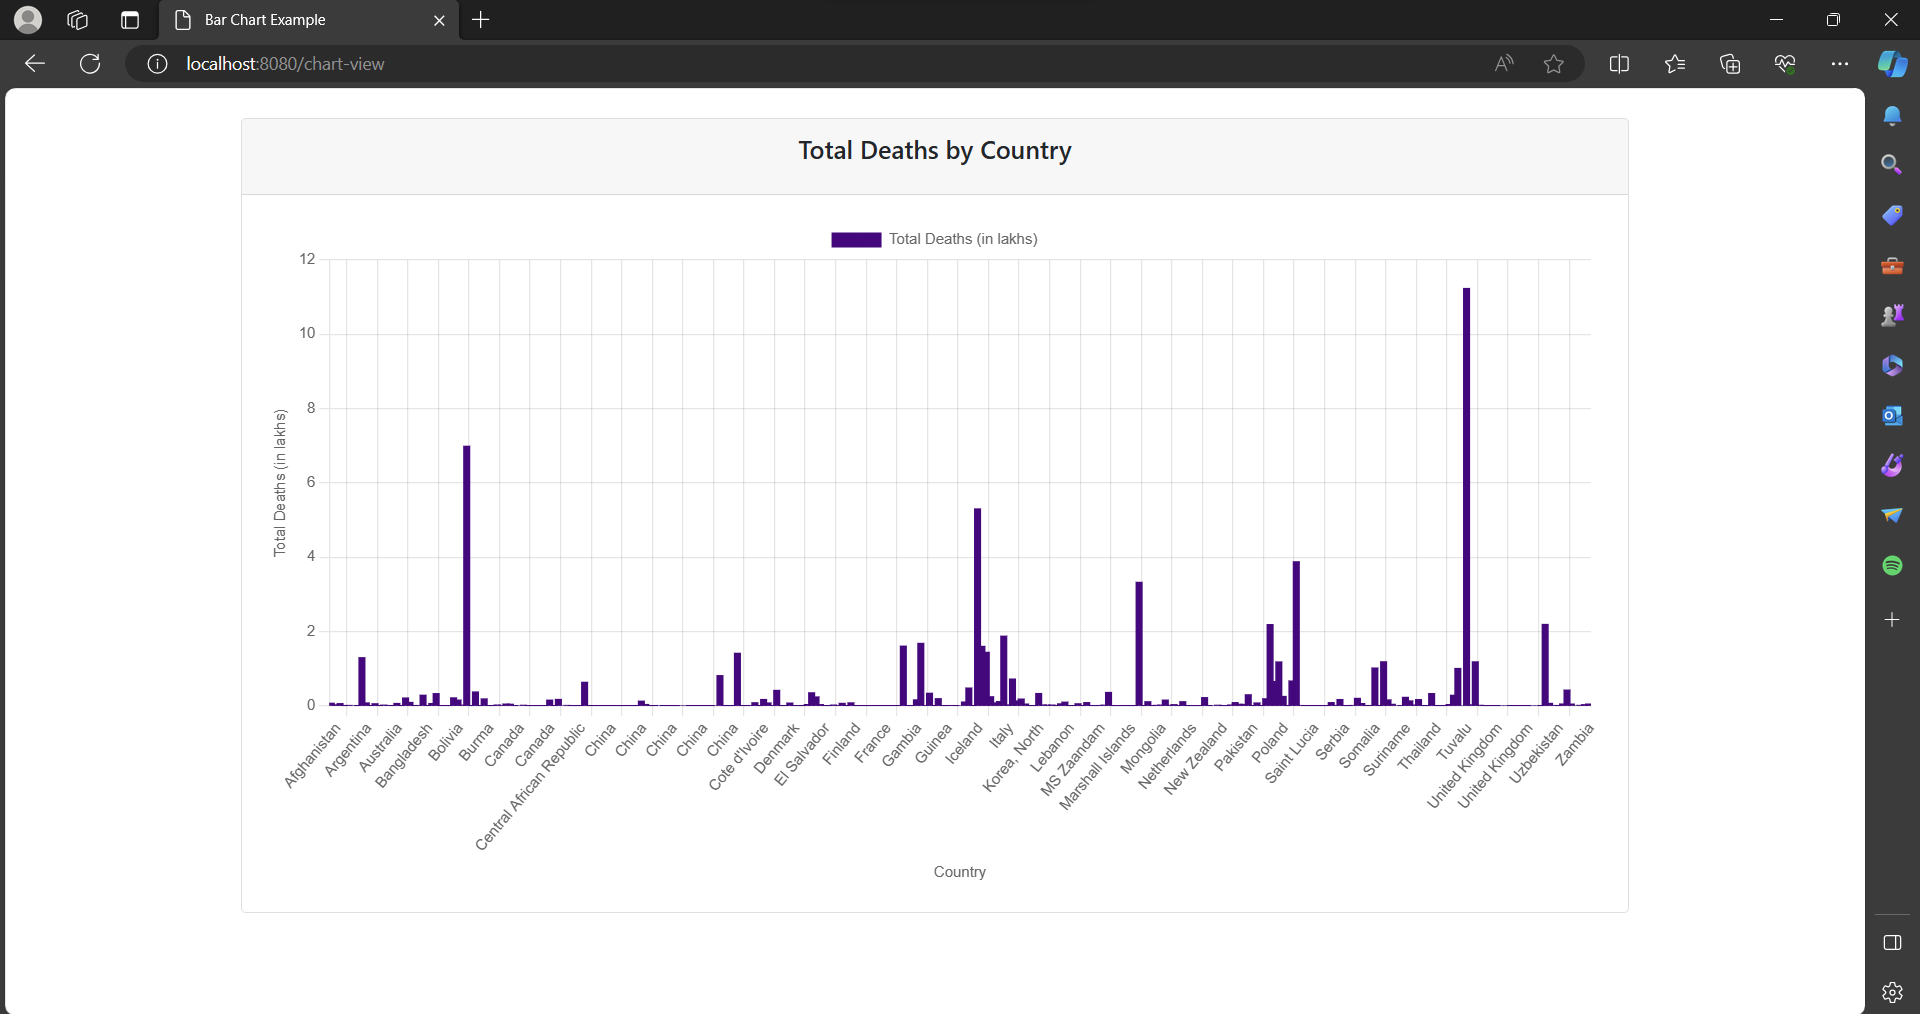 Bar Chart Example
localhost:8080/chart-view
Total Deaths by Country
Total Deaths (in lakhs)
12
10
8
6
4
2
0
Total Deaths (in lakhs)
Afghanistan
Argentina
Australia
Bangladesh
Bolivia
Burma
Canada
Canada
Central African Republic
China
China
China
China
China
Cote d'Ivoire
Denmark
El Salvador
Finland
France
Gambia
Guinea
Iceland
Italy
Korea, North
Lebanon
MS Zaandam
Marshall Islands
Mongolia
Netherlands
New Zealand
Pakistan
Poland
Saint Lucia
Serbia
Somalia
Suriname
Thailand
Tuvalu
United Kingdom
United Kingdom
Uzbekistan
Zambia
Country